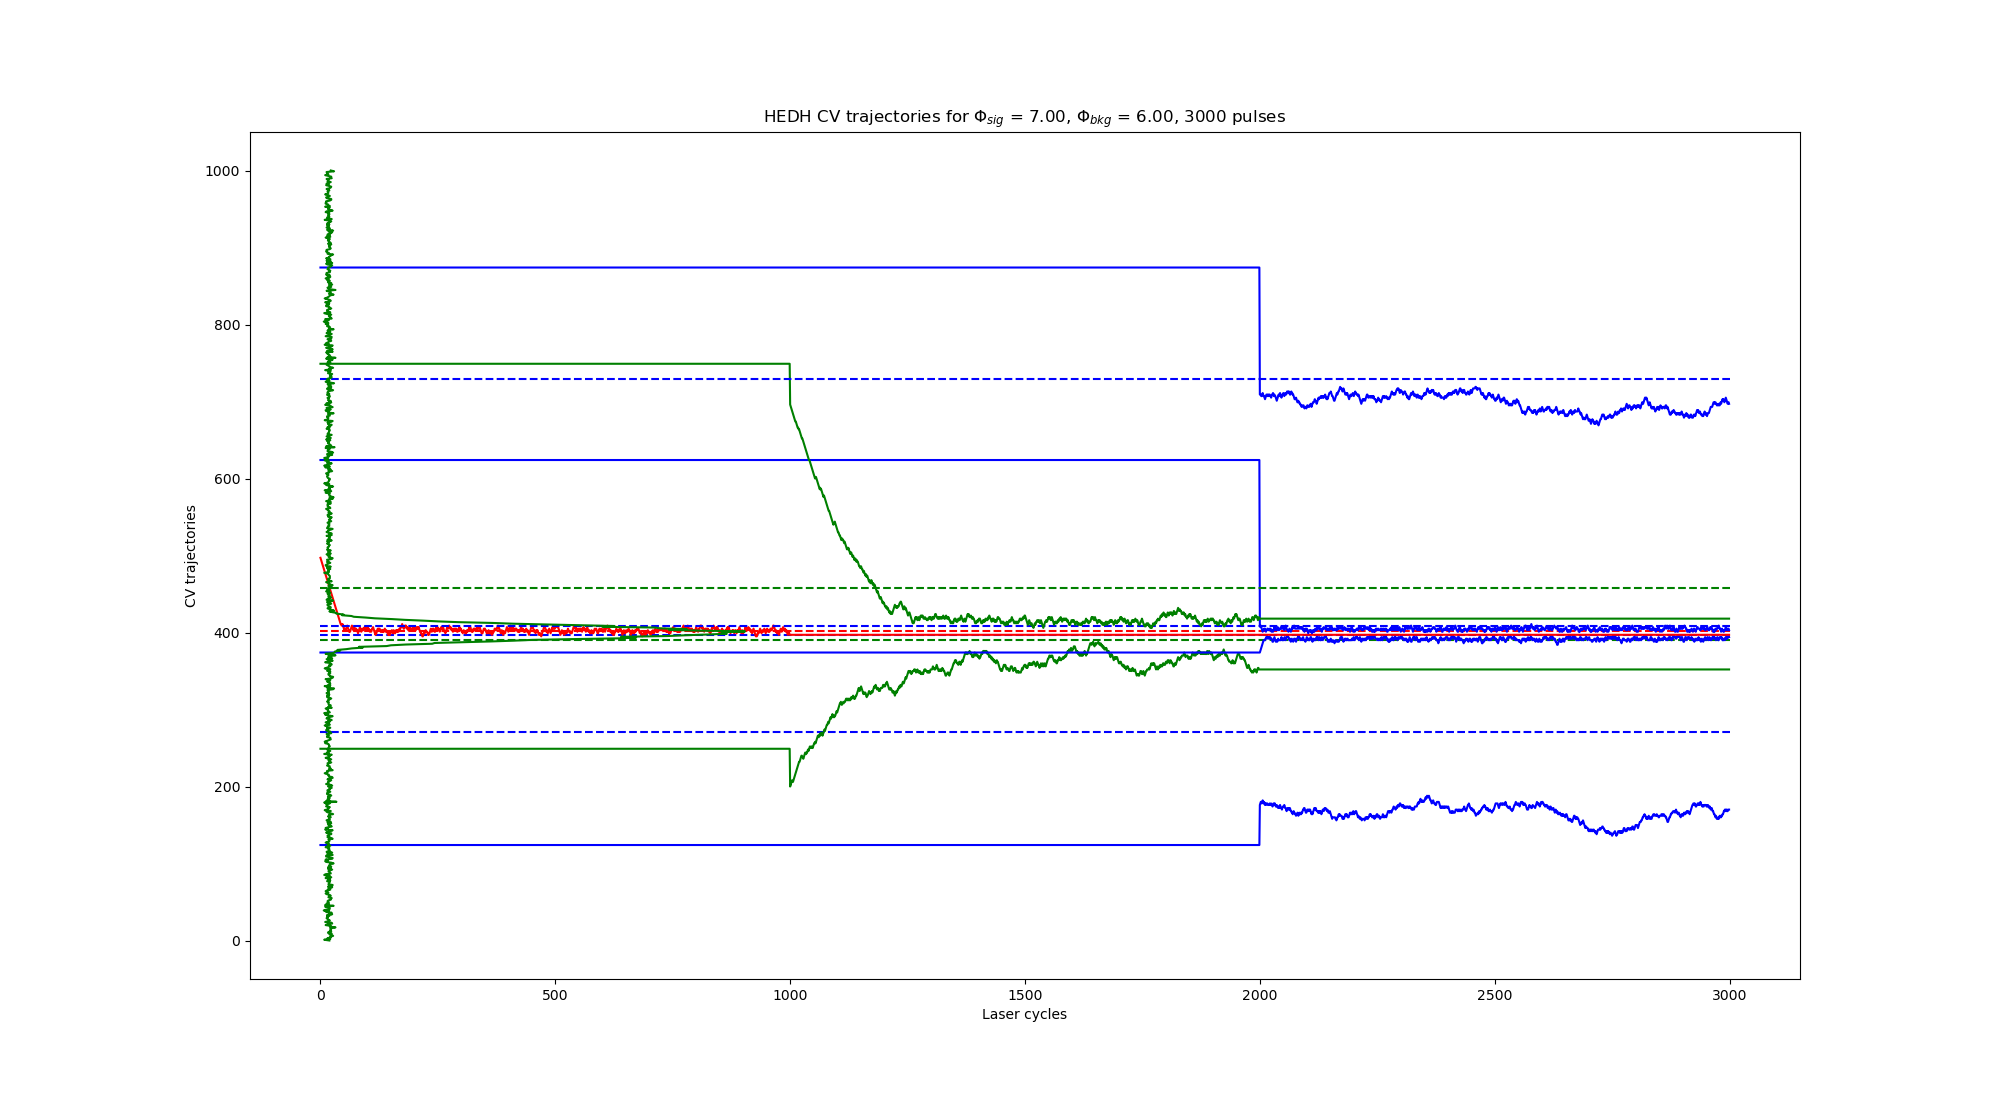 HEDH CV trajectories for Φsig = 7.00, Φbkg = 6.00, 3000 pulses
1000
800
600
400
200
0
CV trajectories
0 500 1000 1500 2000 2500 3000
Laser cycles